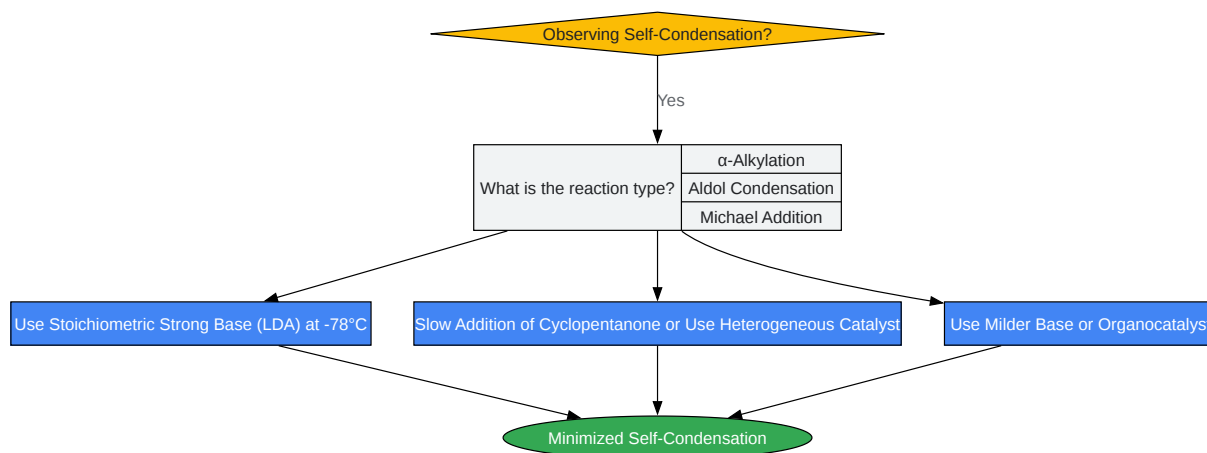 Observing Self-Condensation?
Yes
What is the reaction type?
α-Alkylation
Aldol Condensation
Michael Addition
Use Stoichiometric Strong Base (LDA) at -78°C
Slow Addition of Cyclopentanone or Use Heterogeneous Catalyst
Use Milder Base or Organocatalyst
Minimized Self-Condensation